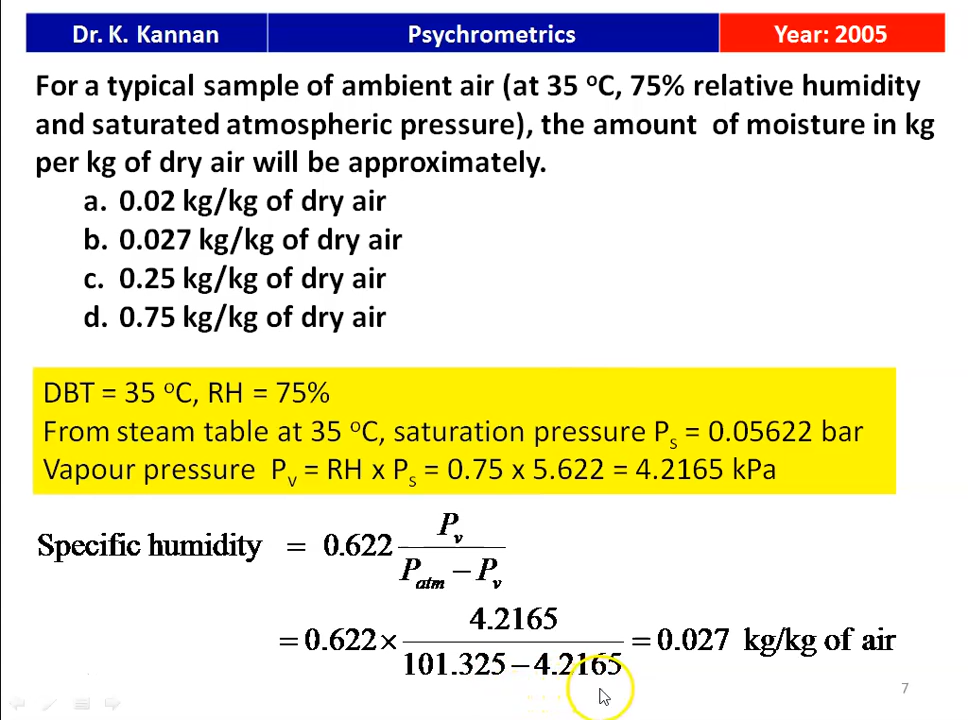 Dr. K. Kannan Psychrometrics Year: 2005
For a typical sample of ambient air (at 35 ºC, 75% relative humidity
and saturated atmospheric pressure), the amount of moisture in kg
per kg of dry air will be approximately.
a. 0.02 kg/kg of dry air
b. 0.027 kg/kg of dry air
c. 0.25 kg/kg of dry air
d. 0.75 kg/kg of dry air
DBT = 35 ºC, RH = 75%
From steam table at 35 ºC, saturation pressure Pₛ = 0.05622 bar
Vapour pressure Pᵥ = RH x Pₛ = 0.75 x 5.622 = 4.2165 kPa
Specific humidity = 0.622 Pᵥ / (P_atm − Pᵥ)
= 0.622 × 4.2165 / (101.325 − 4.2165) = 0.027 kg/kg of air
7